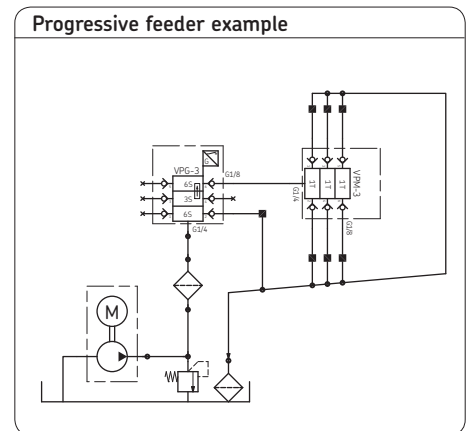 Progressive feeder example
G
VPG-3
6S
3S
6S
G1/8
G1/4
1T
1T
1T
VPM-3
G1/4
G1/8
M